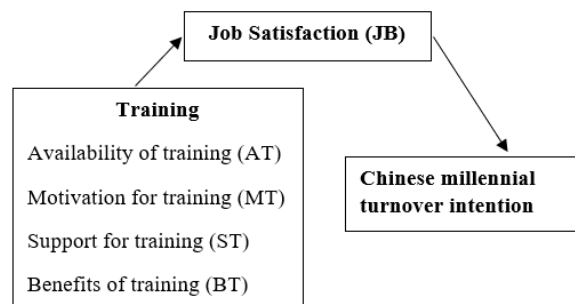 Job Satisfaction (JB)
Training
Availability of training (AT)
Motivation for training (MT)
Support for training (ST)
Benefits of training (BT)
Chinese millennial
turnover intention